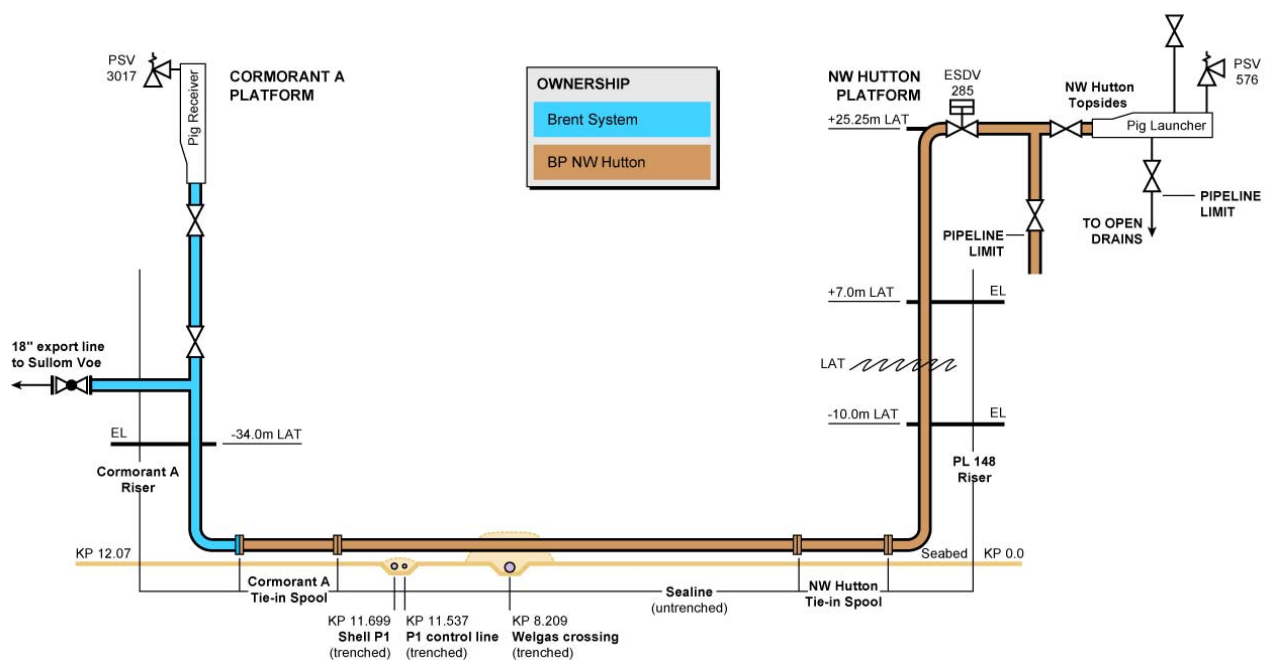 PSV
3017
Pig Receiver
CORMORANT A
PLATFORM
OWNERSHIP
Brent System
BP NW Hutton
NW HUTTON
PLATFORM
ESDV
285
NW Hutton
Topsides
PSV
576
+25.25m LAT
Pig Launcher
PIPELINE
LIMIT
TO OPEN
DRAINS
PIPELINE
LIMIT
+7.0m LAT
EL
18" export line
to Sullom Voe
LAT
-10.0m LAT
EL
EL
-34.0m LAT
Cormorant A
Riser
PL 148
Riser
KP 12.07
Seabed
KP 0.0
Cormorant A
Tie-in Spool
Sealine
(untrenched)
NW Hutton
Tie-in Spool
KP 11.699
Shell P1
(trenched)
KP 11.537
P1 control line
(trenched)
KP 8.209
Welgas crossing
(trenched)